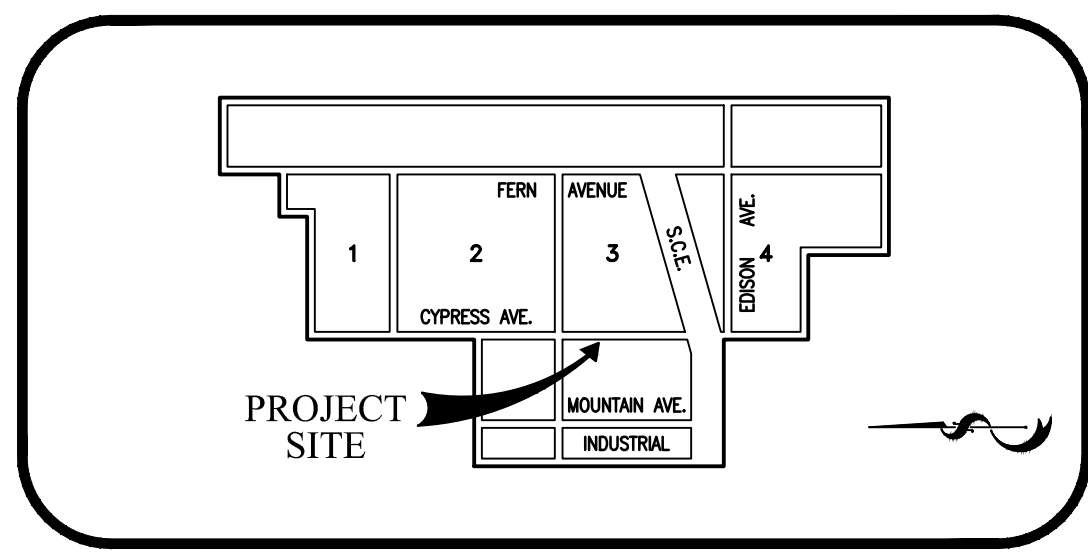 FERN AVENUE
1
2
3
S.C.E.
EDISON AVE.
4
CYPRESS AVE.
PROJECT
SITE
MOUNTAIN AVE.
INDUSTRIAL